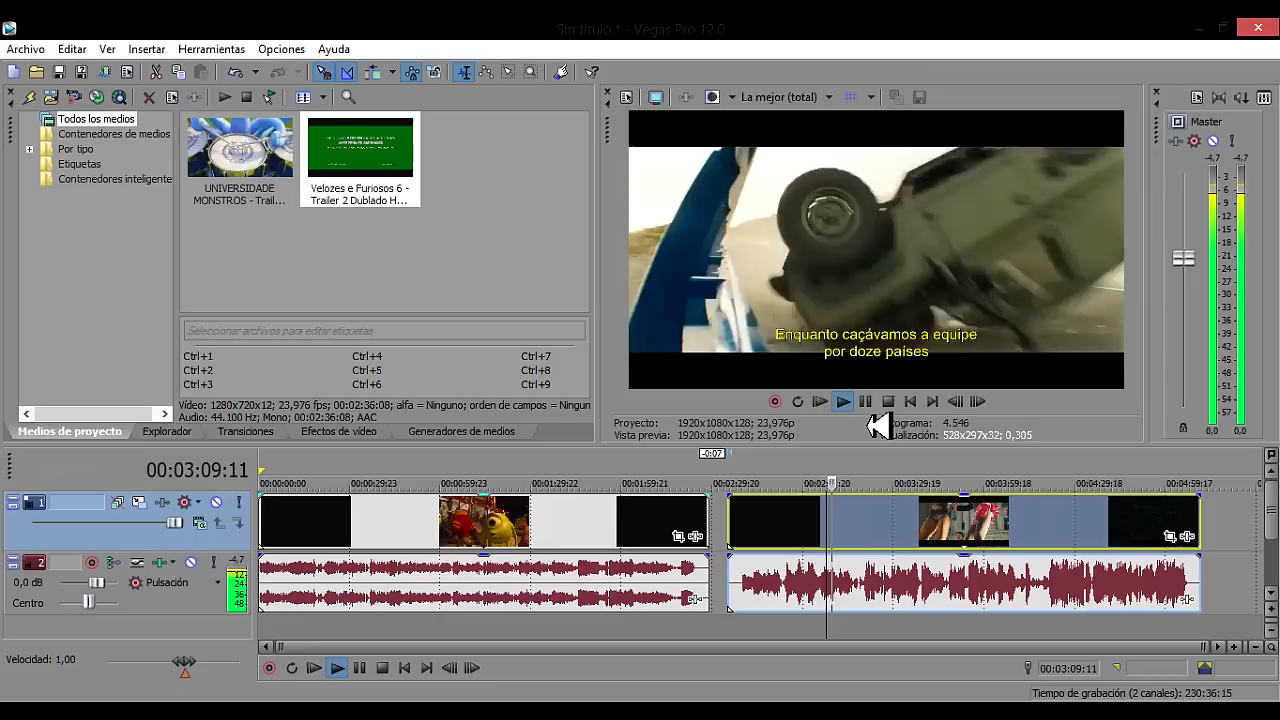 Sin título * - Vegas Pro 12.0
Archivo Editar Ver Insertar Herramientas Opciones Ayuda
La mejor (total)
Todos los medios
Contenedores de medios
Por tipo
Etiquetas
Contenedores inteligente
UNIVERSIDADE
MONSTROS - Trail...
Velozes e Furiosos 6 -
Trailer 2 Dublado H...
Seleccionar archivos para editar etiquetas
Ctrl+1 Ctrl+4 Ctrl+7
Ctrl+2 Ctrl+5 Ctrl+8
Ctrl+3 Ctrl+6 Ctrl+9
Vídeo: 1280x720x12; 23,976 fps; 00:02:36:08; alfa = Ninguno; orden de campos = Ningun
Audio: 44.100 Hz; Mono; 00:02:36:08; AAC
Medios de proyecto Explorador Transiciones Efectos de vídeo Generadores de medios
Enquanto caçávamos a equipe
por doze países
Proyecto: 1920x1080x128; 23,976p
Vista previa: 1920x1080x128; 23,976p
ograma: 4.546
ualización: 528x297x32; 0,305
Master
-4,7 -4,7
3
6
9
12
15
18
21
24
27
30
33
36
39
42
45
48
51
54
57
0,0 0,0
00:03:09:11
-0:07
00:00:00:00 00:00:29:23 00:00:59:23 00:01:29:22 00:01:59:21 00:02:29:20 00:03:29:19 00:03:59:18 00:04:29:18 00:04:59:17
1
2
-4,7
12
24
36
48
0,0 dB
Pulsación
Centro
Velocidad: 1,00
00:03:09:11
Tiempo de grabación (2 canales): 230:36:15